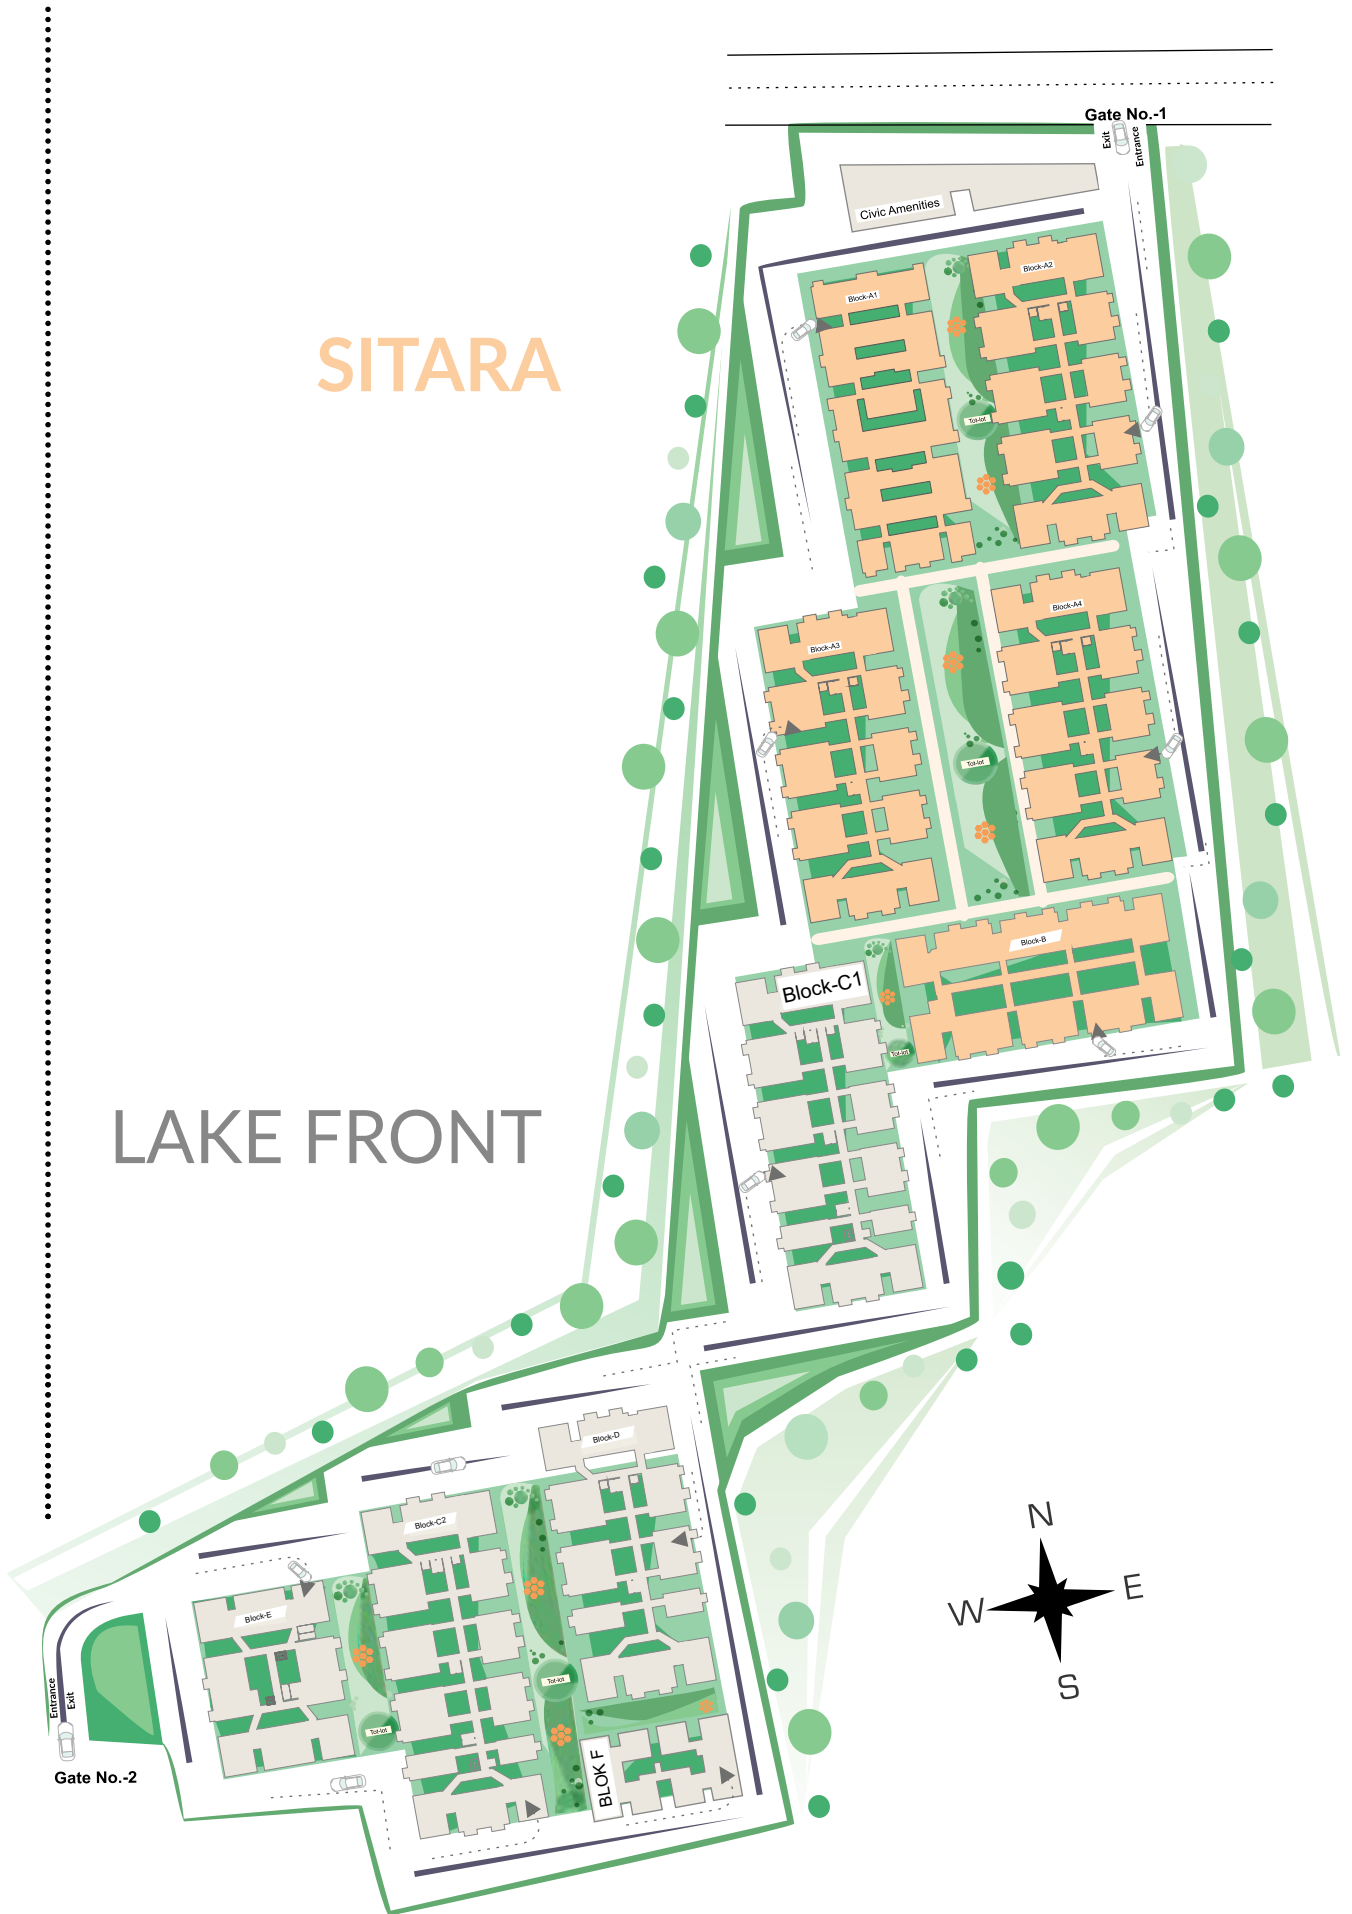 Gate No.-1
Exit
Entrance
Civic Amenities
Block-A2
Block-A1
SITARA
Tot-lot
Block-A4
Block-A3
Tot-lot
Block-B
Block-C1
Tot-lot
LAKE FRONT
Block-D
N
Block-C2
E
W
Block-E
S
Tot-lot
Entrance
Exit
Tot-lot
BLOK F
Gate No.-2